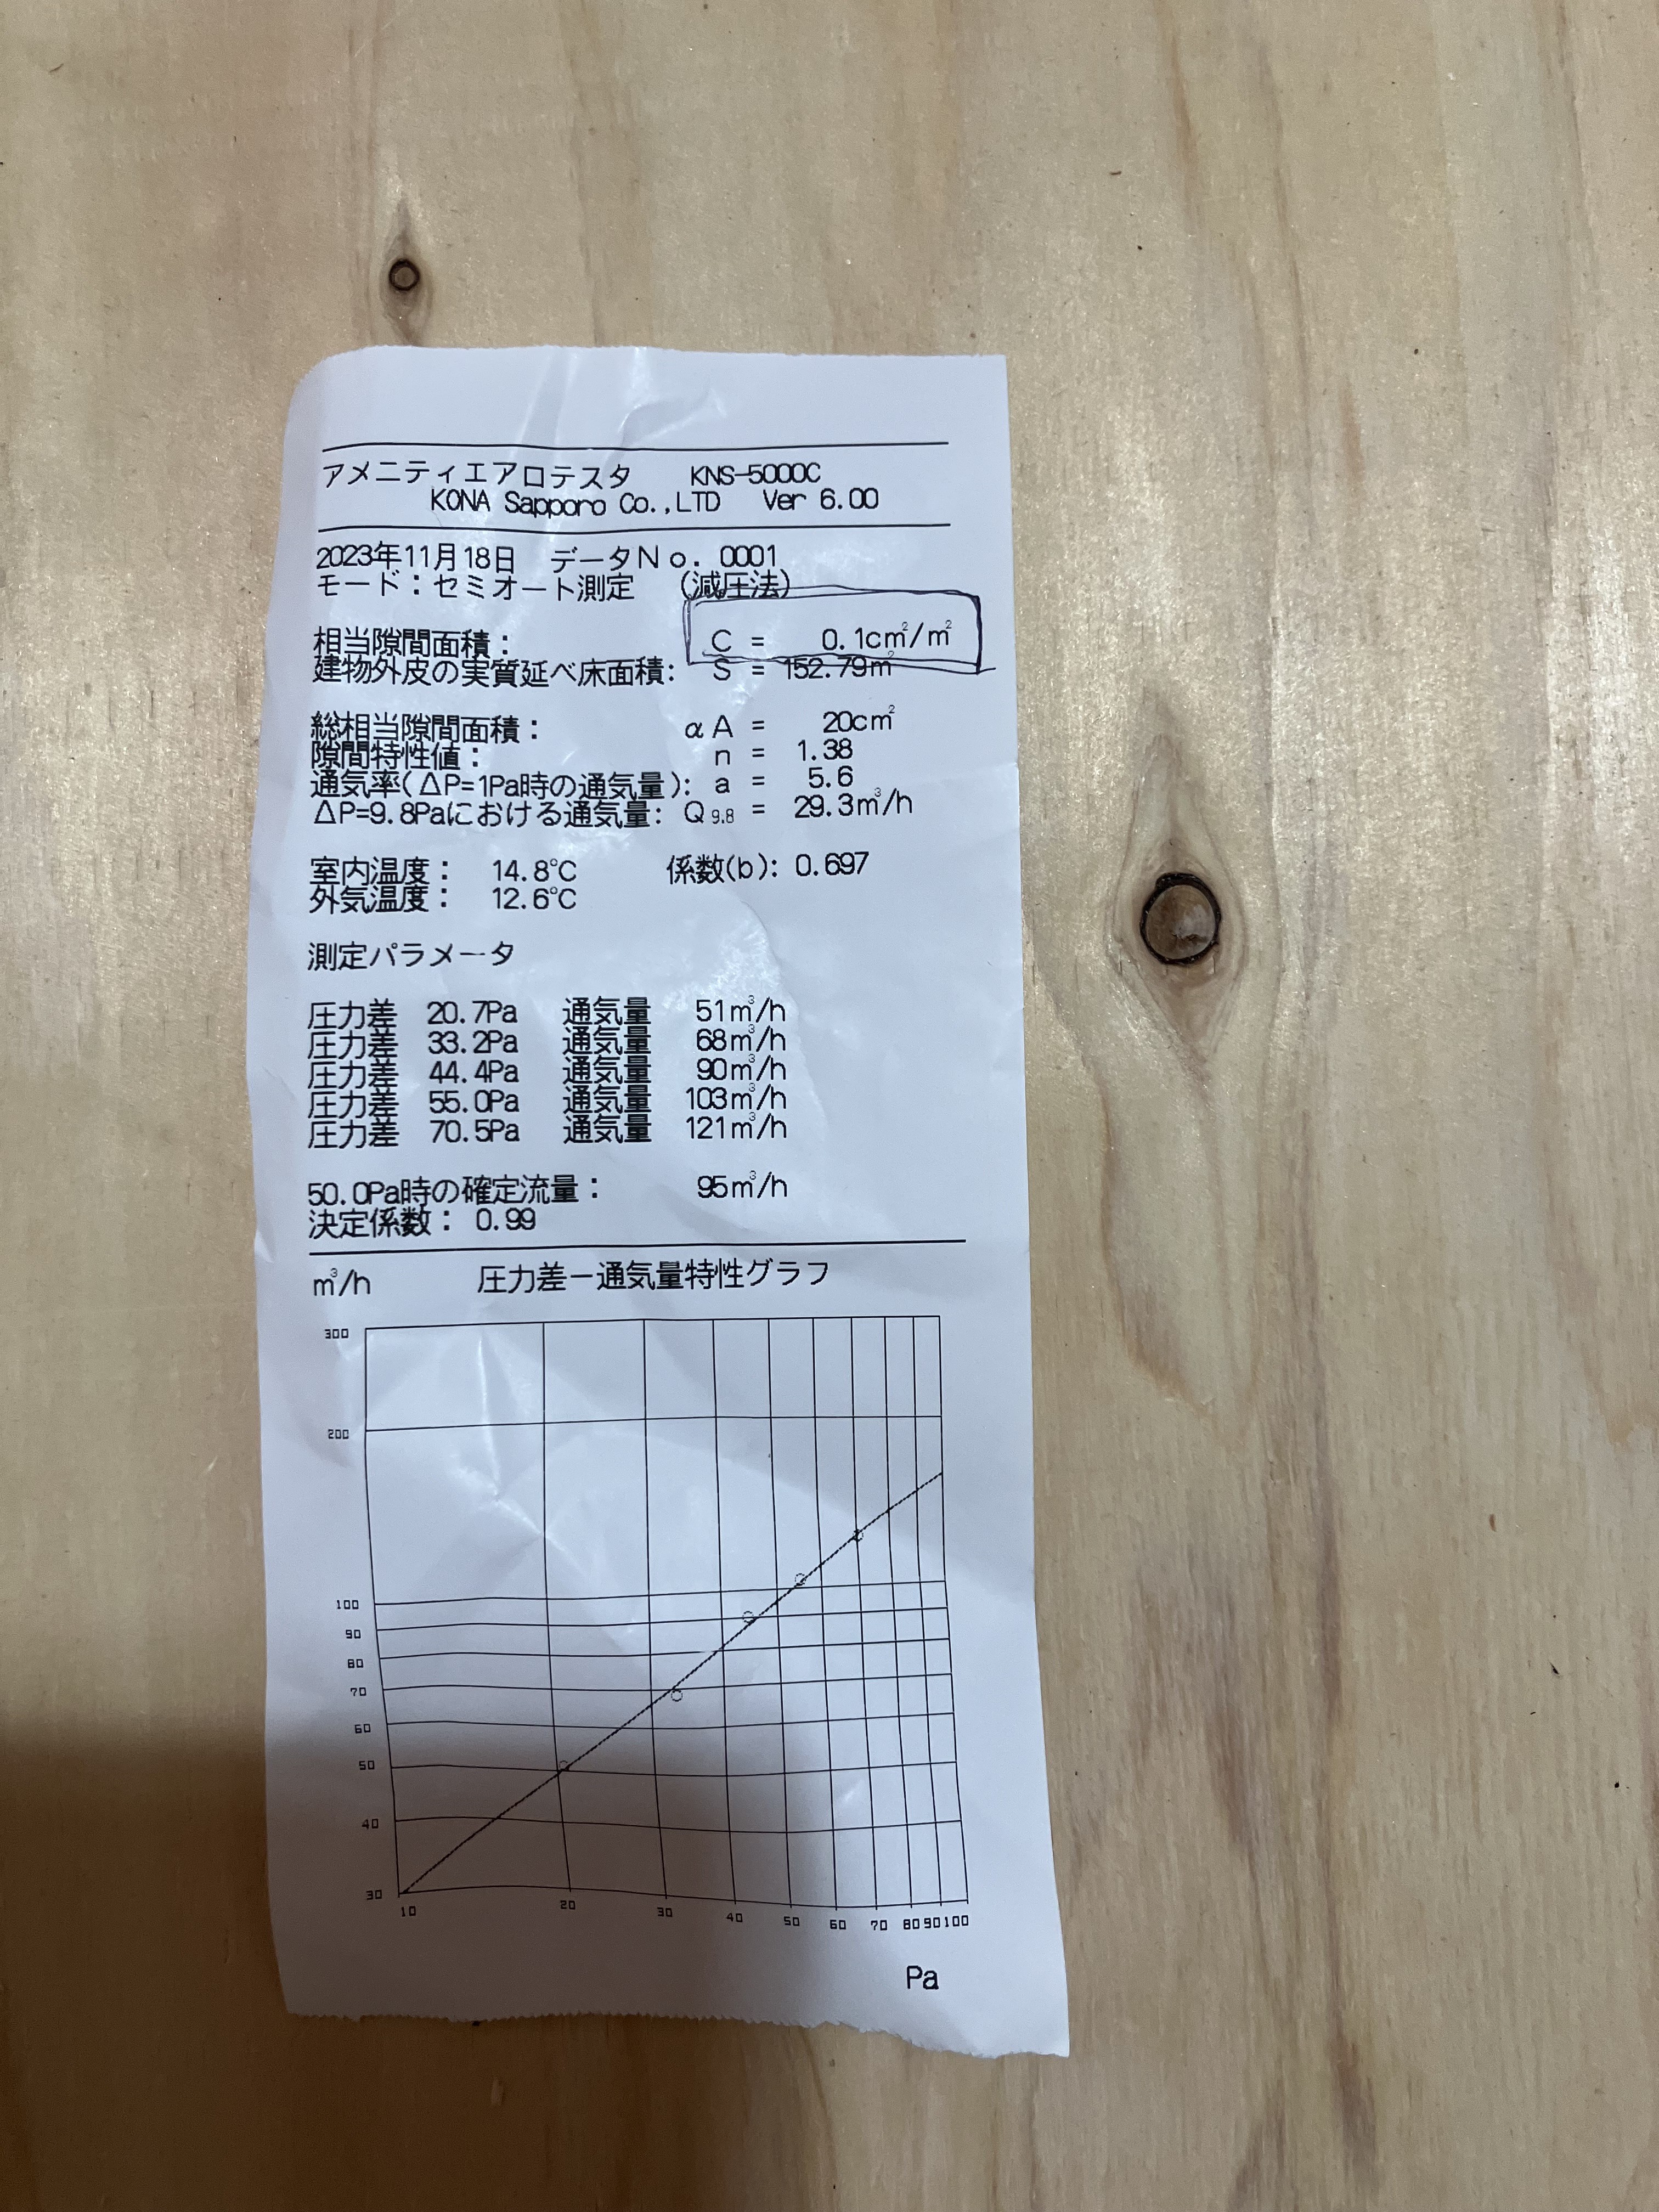 アメニティエアロテスタ KNS-5000C
KONA Sapporo Co.,LTD Ver 6.00
2023年11月18日 データNo. 0001
モード：セミオート測定 (減圧法)
相当隙間面積： C = 0.1cm²/m²
建物外皮の実質延べ床面積: S = 152.79m²
総相当隙間面積： αA = 20cm²
隙間特性値： n = 1.38
通気率(ΔP=1Pa時の通気量): a = 5.6
ΔP=9.8Paにおける通気量: Q9.8 = 29.3m³/h
室内温度： 14.8℃ 係数(b): 0.697
外気温度： 12.6℃
測定パラメータ
圧力差 20.7Pa 通気量 51m³/h
圧力差 33.2Pa 通気量 68m³/h
圧力差 44.4Pa 通気量 90m³/h
圧力差 55.0Pa 通気量 103m³/h
圧力差 70.5Pa 通気量 121m³/h
50.0Pa時の確定流量： 95m³/h
決定係数： 0.99
m³/h 圧力差－通気量特性グラフ
300
200
100
90
80
70
60
50
40
30
10 20 30 40 50 60 70 80 90 100
Pa